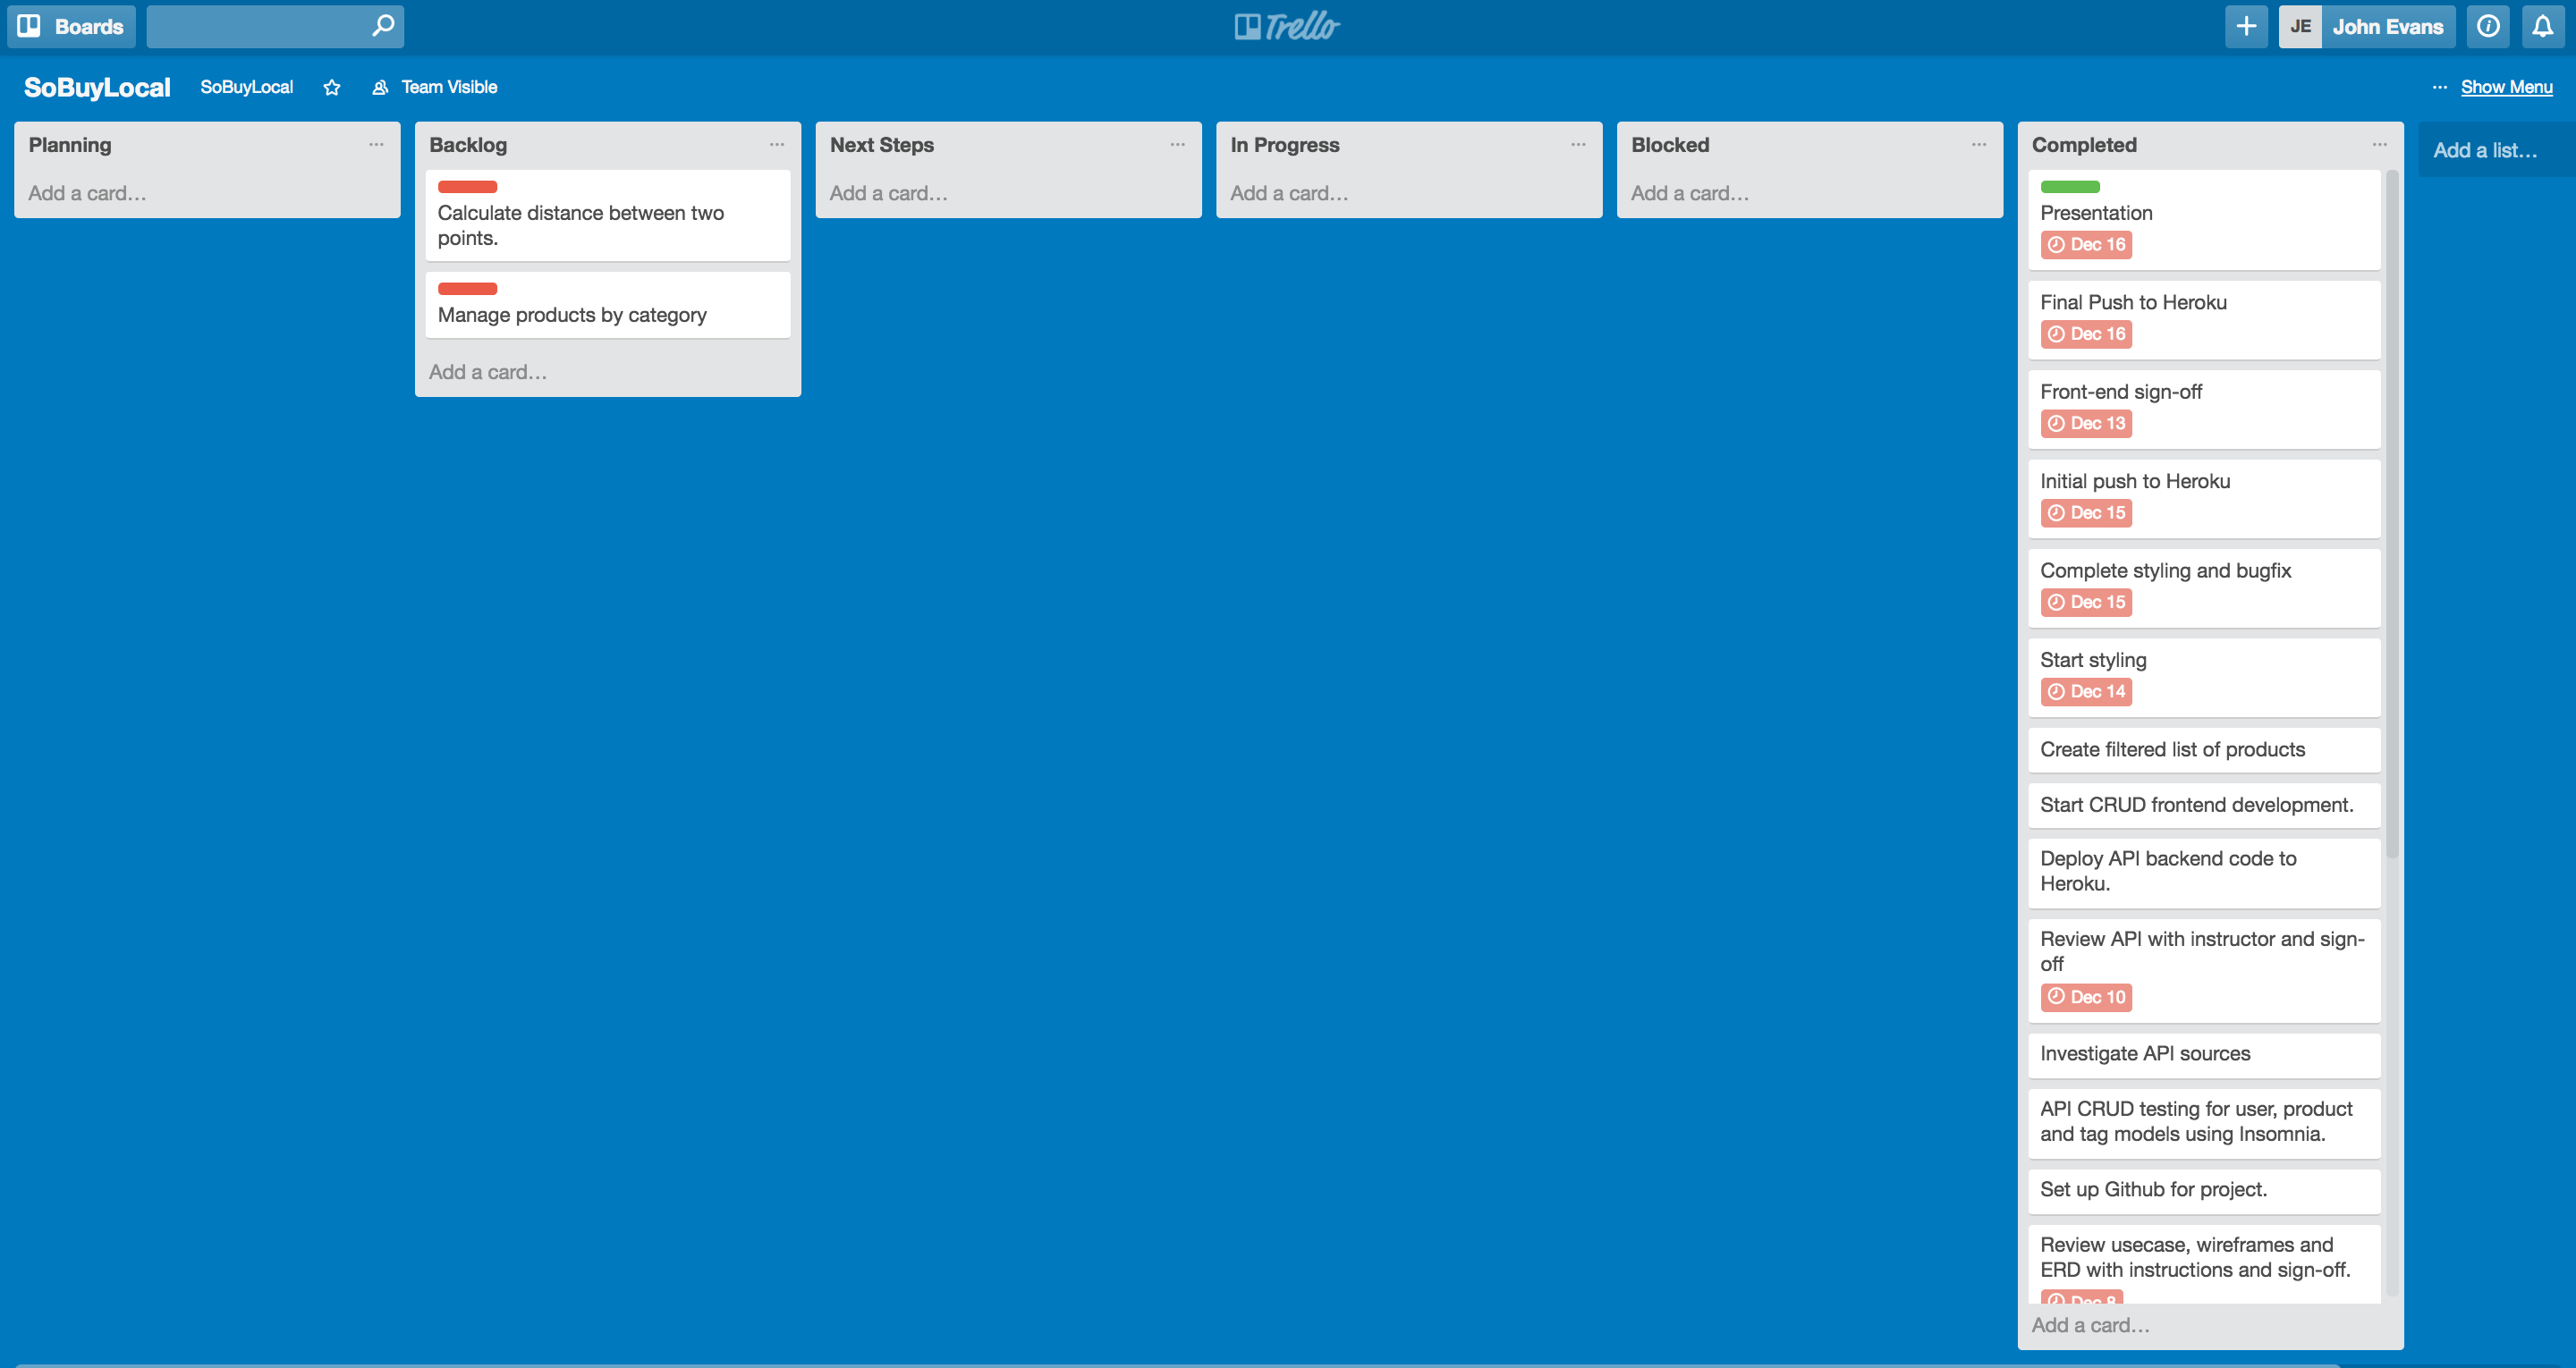 Boards
Trello
JE
John Evans
SoBuyLocal
SoBuyLocal
Team Visible
... Show Menu
Planning
Add a card...
Backlog
Calculate distance between two
points.
Manage products by category
Add a card...
Next Steps
Add a card...
In Progress
Add a card...
Blocked
Add a card...
Completed
Presentation
Dec 16
Final Push to Heroku
Dec 16
Front-end sign-off
Dec 13
Initial push to Heroku
Dec 15
Complete styling and bugfix
Dec 15
Start styling
Dec 14
Create filtered list of products
Start CRUD frontend development.
Deploy API backend code to
Heroku.
Review API with instructor and sign-
off
Dec 10
Investigate API sources
API CRUD testing for user, product
and tag models using Insomnia.
Set up Github for project.
Review usecase, wireframes and
ERD with instructions and sign-off.
Dec 8
Add a card...
Add a list...